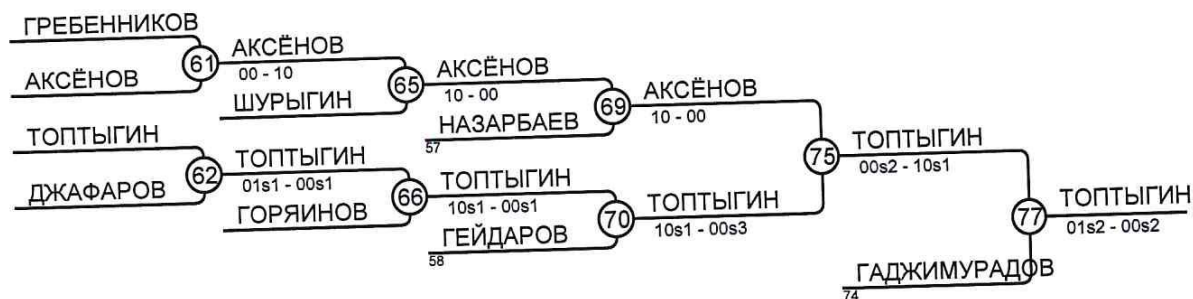 ГРЕБЕННИКОВ
61
АКСЁНОВ
АКСЁНОВ
00 - 10
65
ШУРЫГИН
АКСЁНОВ
10 - 00
69
НАЗАРБАЕВ
57
АКСЁНОВ
10 - 00
ТОПТЫГИН
62
ДЖАФАРОВ
ТОПТЫГИН
01s1 - 00s1
66
ГОРЯИНОВ
ТОПТЫГИН
10s1 - 00s1
70
ГЕЙДАРОВ
58
ТОПТЫГИН
10s1 - 00s3
75
ТОПТЫГИН
00s2 - 10s1
77
ГАДЖИМУРАДОВ
74
ТОПТЫГИН
01s2 - 00s2